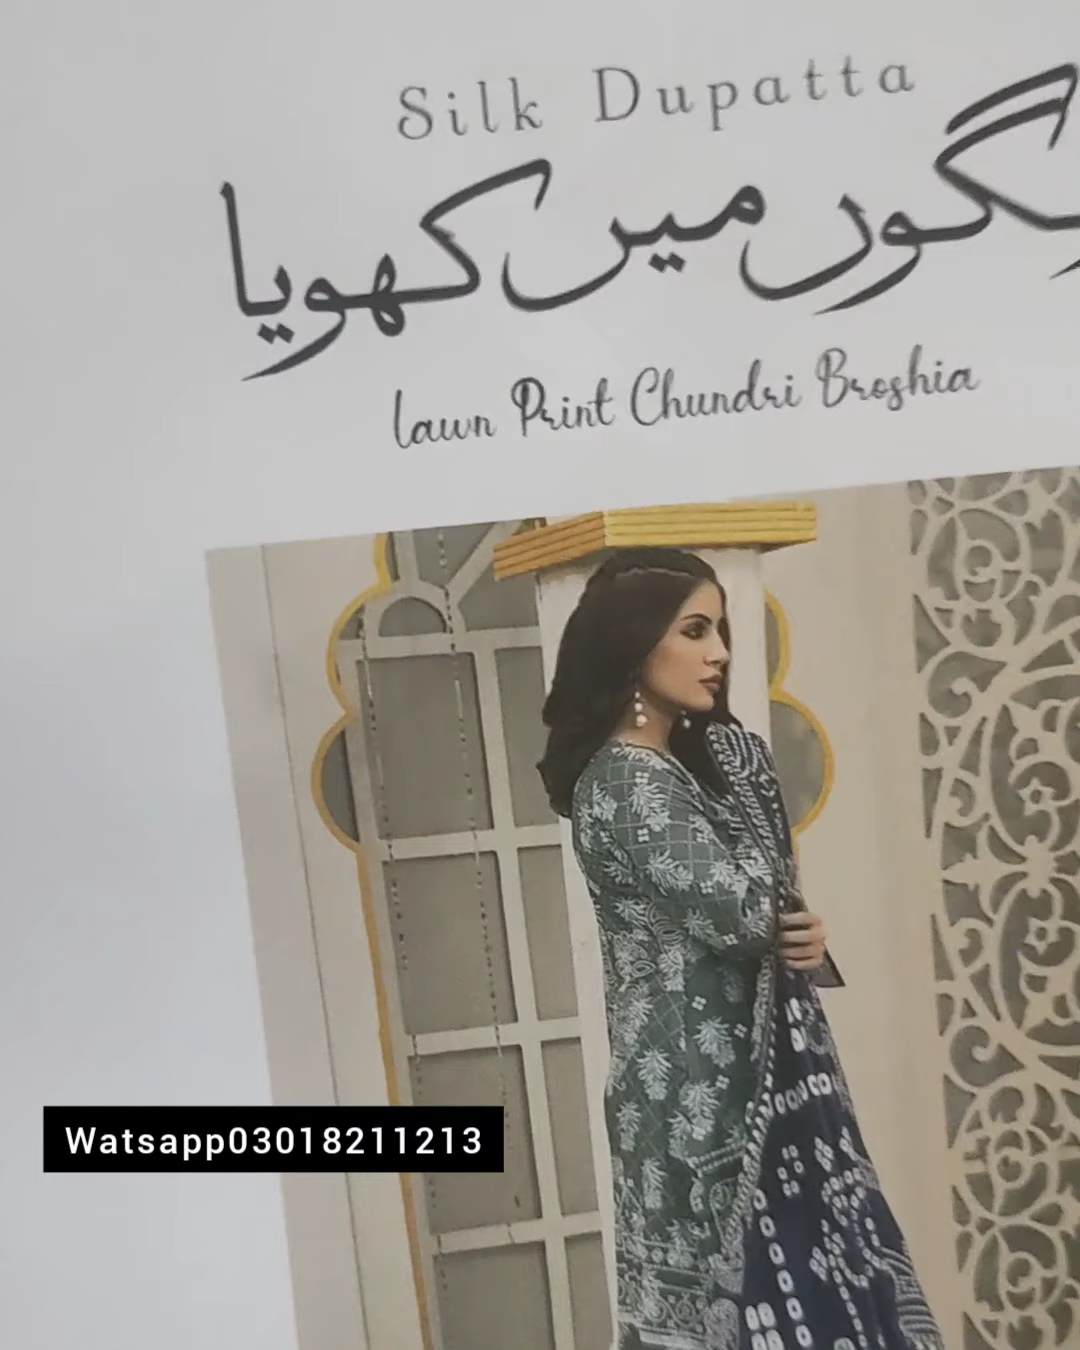 Silk Dupatta
میں کھویا
Lawn Print Chundri Broshia
Watsapp03018211213